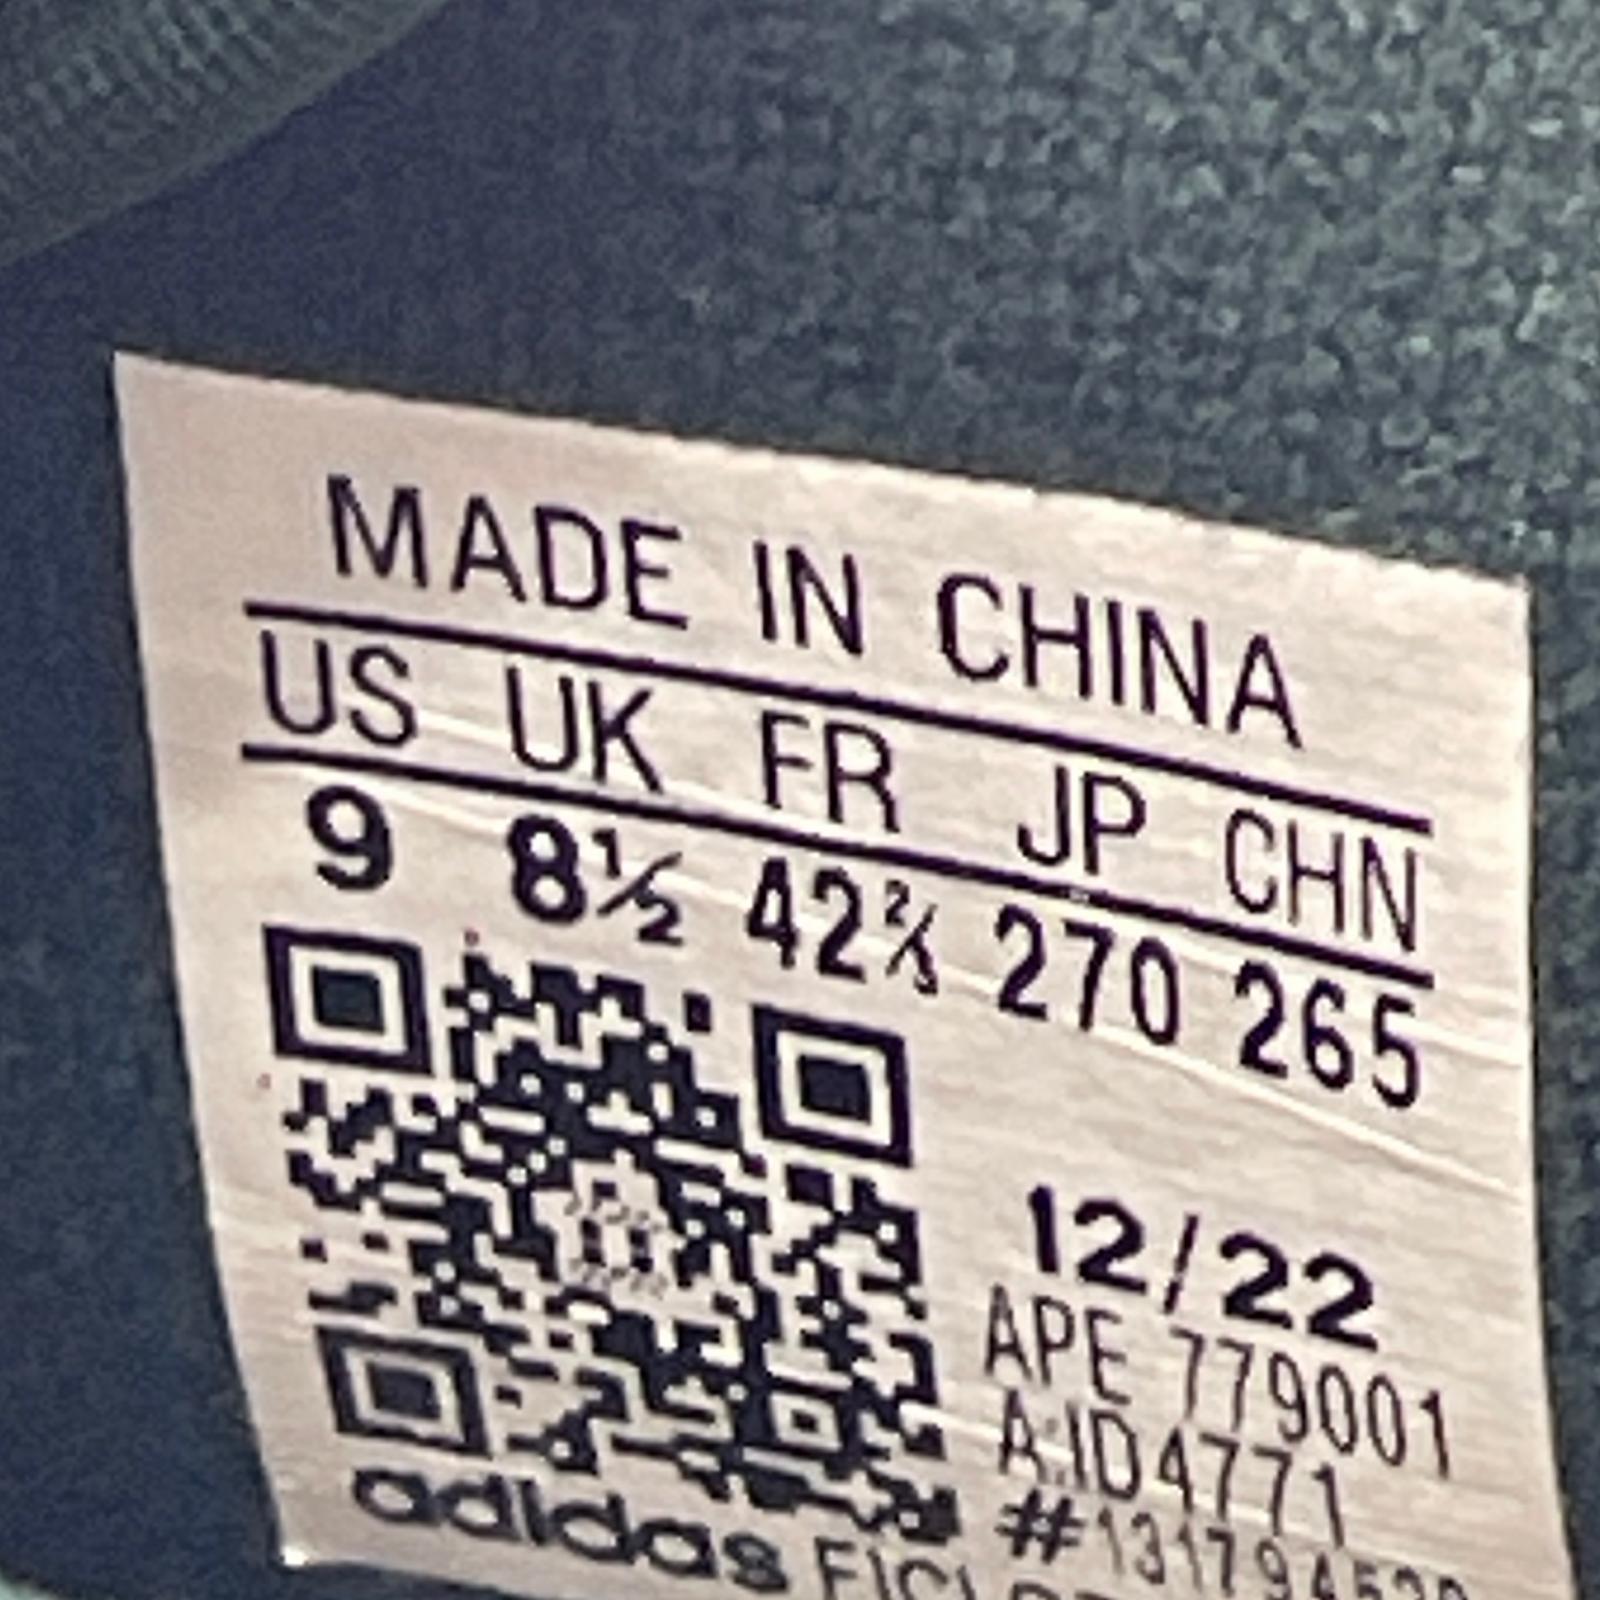 MADE IN CHINA
US UK FR JP CHN
9 8½ 42⅔ 270 265
12/22
APE 779001
A:ID4771
adidas